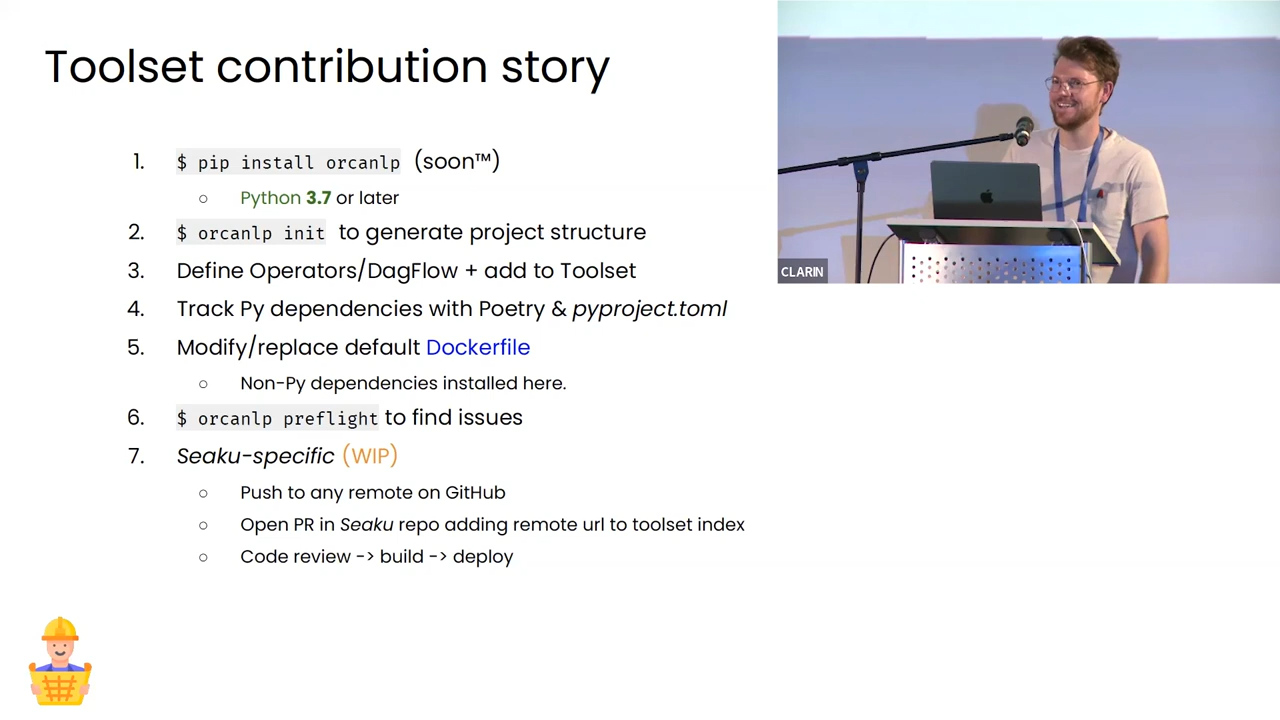 Toolset contribution story
1. $ pip install orcanlp (soon™)
○ Python 3.7 or later
2. $ orcanlp init to generate project structure
3. Define Operators/DagFlow + add to Toolset
4. Track Py dependencies with Poetry & pyproject.toml
5. Modify/replace default Dockerfile
○ Non-Py dependencies installed here.
6. $ orcanlp preflight to find issues
7. Seaku-specific (WIP)
○ Push to any remote on GitHub
○ Open PR in Seaku repo adding remote url to toolset index
○ Code review -> build -> deploy
CLARIN